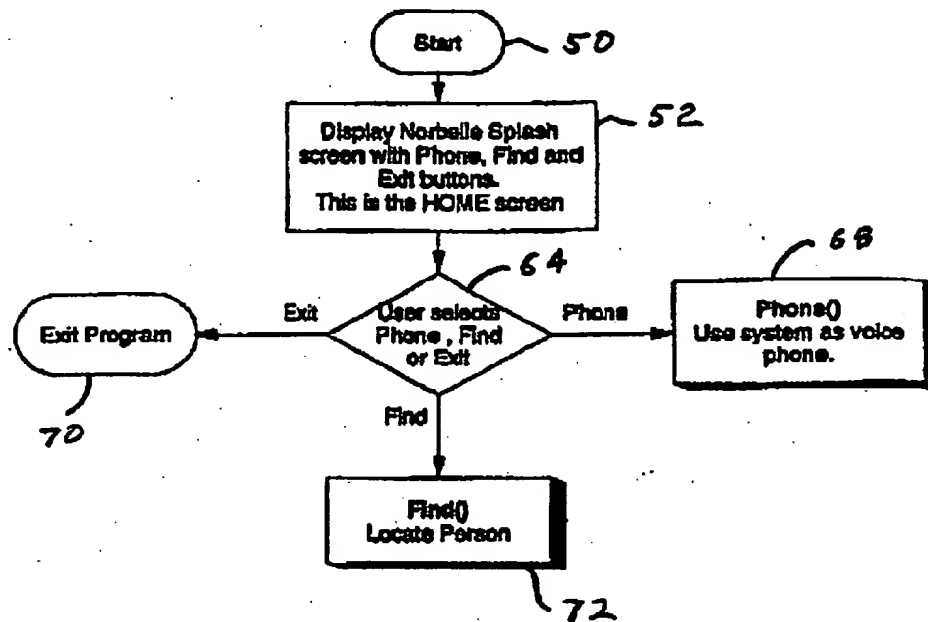 Start
50
Display Norbelle Splash
screen with Phone, Find and
Exit buttons.
This is the HOME screen
52
64
User selects
Phone , Find
or Exit
Exit
Phone
Find
Exit Program
70
68
Phone()
Use system as voice
phone.
Find()
Locate Person
72